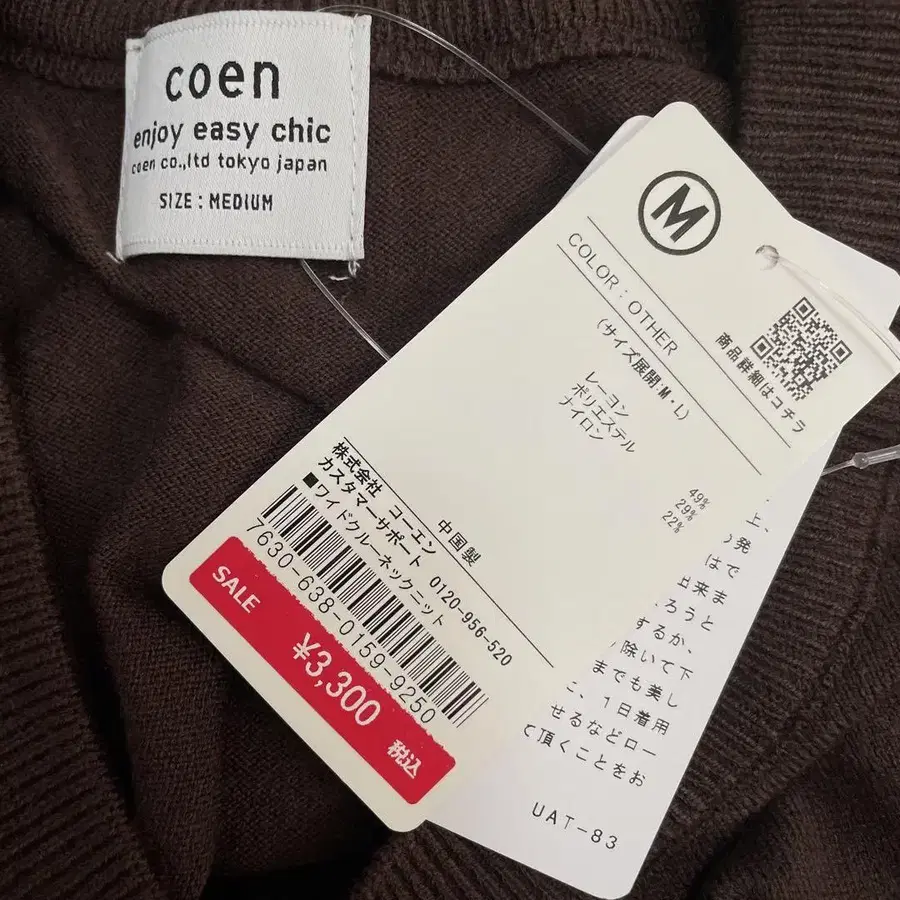 coen
enjoy easy chic
coen co.,ltd tokyo japan
SIZE : MEDIUM
M
COLOR : OTHER
(サイズ展開:M・L)
商品詳細はコチラ
レーヨン 49%
ポリエステル 29%
ナイロン 22%
中国製
株式会社 コーエン
カスタマーサポート 0120-956-520
■ワイドクルーネックニット
7630-638-0159-9250
SALE
¥3,300
税込
上、
発
はで
出来ま
ろうと
するか、
除いて下
までも美し
、1日着用
せるなどロー
て頂くことをお
UAT-83